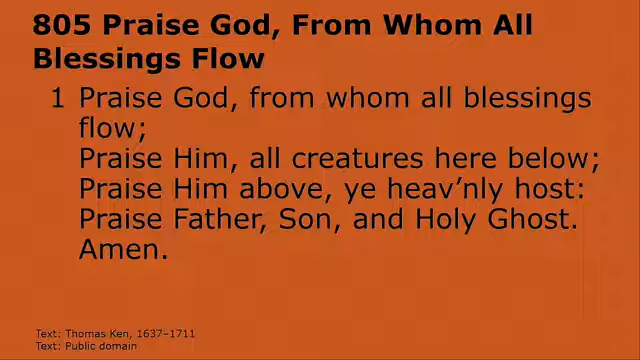 805 Praise God, From Whom All
Blessings Flow
1 Praise God, from whom all blessings
flow;
Praise Him, all creatures here below;
Praise Him above, ye heav’nly host:
Praise Father, Son, and Holy Ghost.
Amen.
Text: Thomas Ken, 1637–1711
Text: Public domain